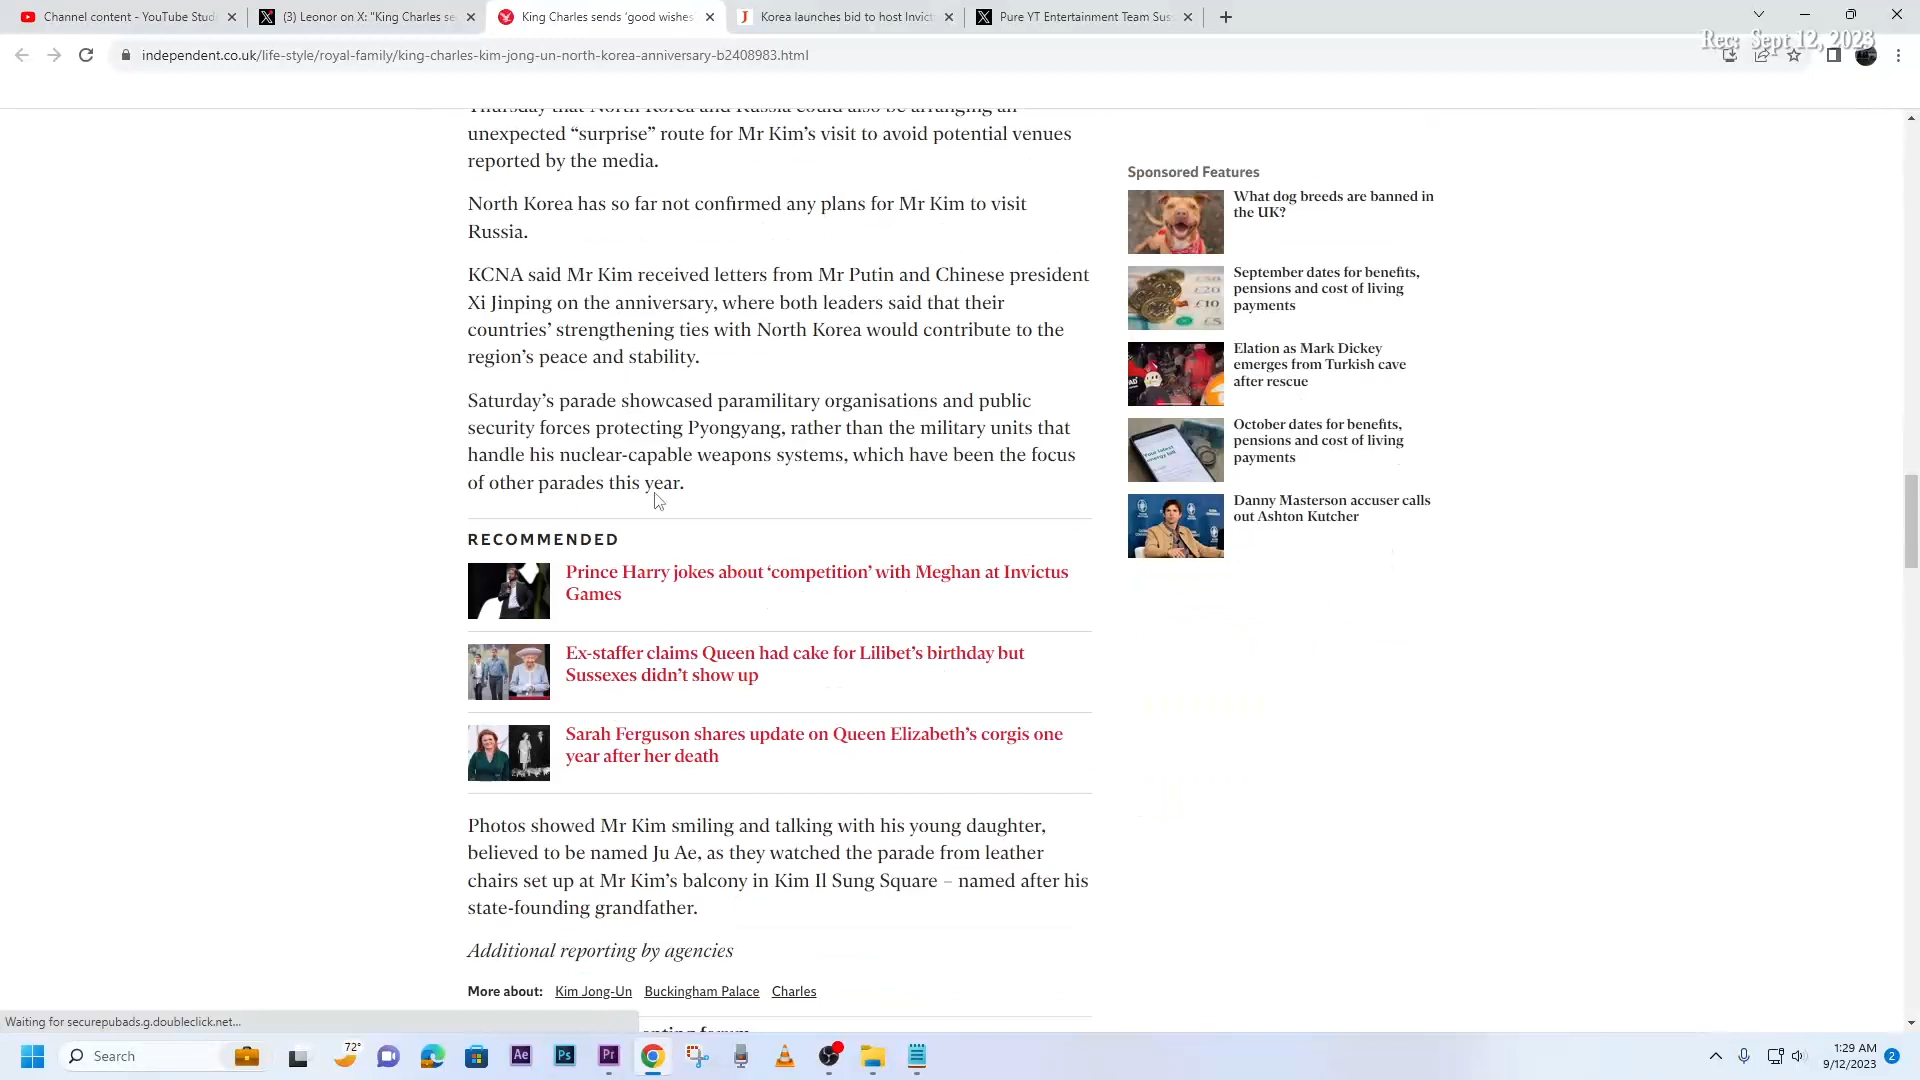 Channel content - YouTube Stud
(3) Leonor on X: "King Charles se
King Charles sends 'good wishes
Korea launches bid to host Invict
Pure YT Entertainment Team Sus
independent.co.uk/life-style/royal-family/king-charles-kim-jong-un-north-korea-anniversary-b2408983.html
Rec: Sept 12, 2023
Thursday that North Korea and Russia could also be arranging an
unexpected “surprise” route for Mr Kim’s visit to avoid potential venues
reported by the media.
North Korea has so far not confirmed any plans for Mr Kim to visit
Russia.
KCNA said Mr Kim received letters from Mr Putin and Chinese president
Xi Jinping on the anniversary, where both leaders said that their
countries’ strengthening ties with North Korea would contribute to the
region’s peace and stability.
Saturday’s parade showcased paramilitary organisations and public
security forces protecting Pyongyang, rather than the military units that
handle his nuclear-capable weapons systems, which have been the focus
of other parades this year.
RECOMMENDED
Prince Harry jokes about ‘competition’ with Meghan at Invictus
Games
Ex-staffer claims Queen had cake for Lilibet’s birthday but
Sussexes didn’t show up
Sarah Ferguson shares update on Queen Elizabeth’s corgis one
year after her death
Photos showed Mr Kim smiling and talking with his young daughter,
believed to be named Ju Ae, as they watched the parade from leather
chairs set up at Mr Kim’s balcony in Kim Il Sung Square – named after his
state-founding grandfather.
Additional reporting by agencies
More about: Kim Jong-Un Buckingham Palace Charles
Sponsored Features
What dog breeds are banned in
the UK?
September dates for benefits,
pensions and cost of living
payments
Elation as Mark Dickey
emerges from Turkish cave
after rescue
October dates for benefits,
pensions and cost of living
payments
Danny Masterson accuser calls
out Ashton Kutcher
Waiting for securepubads.g.doubleclick.net...
Search
72°
Ae
Ps
Pr
1:29 AM
9/12/2023
2